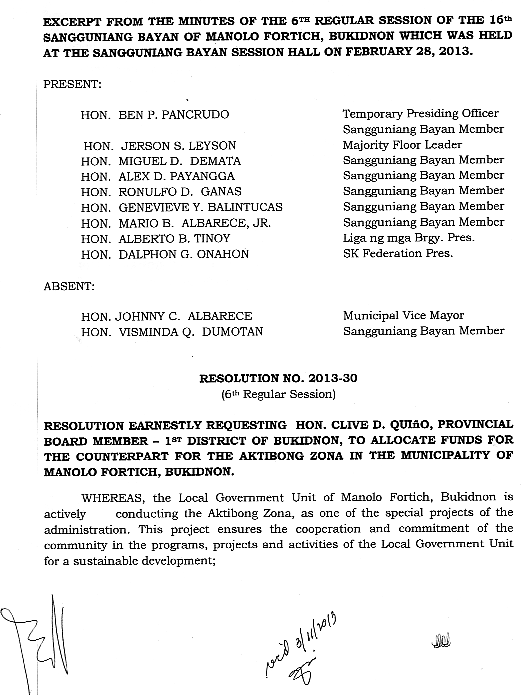 EXCERPT FROM THE MINUTES OF THE 6TH REGULAR SESSION OF THE 16th
SANGGUNIANG BAYAN OF MANOLO FORTICH, BUKIDNON WHICH WAS HELD
AT THE SANGGUNIANG BAYAN SESSION HALL ON FEBRUARY 28, 2013.
PRESENT:
HON. BEN P. PANCRUDO Temporary Presiding Officer
Sangguniang Bayan Member
HON. JERSON S. LEYSON Majority Floor Leader
HON. MIGUEL D. DEMATA Sangguniang Bayan Member
HON. ALEX D. PAYANGGA Sangguniang Bayan Member
HON. RONULFO D. GANAS Sangguniang Bayan Member
HON. GENEVIEVE Y. BALINTUCAS Sangguniang Bayan Member
HON. MARIO B. ALBARECE, JR. Sangguniang Bayan Member
HON. ALBERTO B. TINOY Liga ng mga Brgy. Pres.
HON. DALPHON G. ONAHON SK Federation Pres.
ABSENT:
HON. JOHNNY C. ALBARECE Municipal Vice Mayor
HON. VISMINDA Q. DUMOTAN Sangguniang Bayan Member
RESOLUTION NO. 2013-30
(6th Regular Session)
RESOLUTION EARNESTLY REQUESTING HON. CLIVE D. QUIñO, PROVINCIAL
BOARD MEMBER – 1ST DISTRICT OF BUKIDNON, TO ALLOCATE FUNDS FOR
THE COUNTERPART FOR THE AKTIBONG ZONA IN THE MUNICIPALITY OF
MANOLO FORTICH, BUKIDNON.
WHEREAS, the Local Government Unit of Manolo Fortich, Bukidnon is
actively conducting the Aktibong Zona, as one of the special projects of the
administration. This project ensures the cooperation and commitment of the
community in the programs, projects and activities of the Local Government Unit
for a sustainable development;
rec'd 3/11/2013